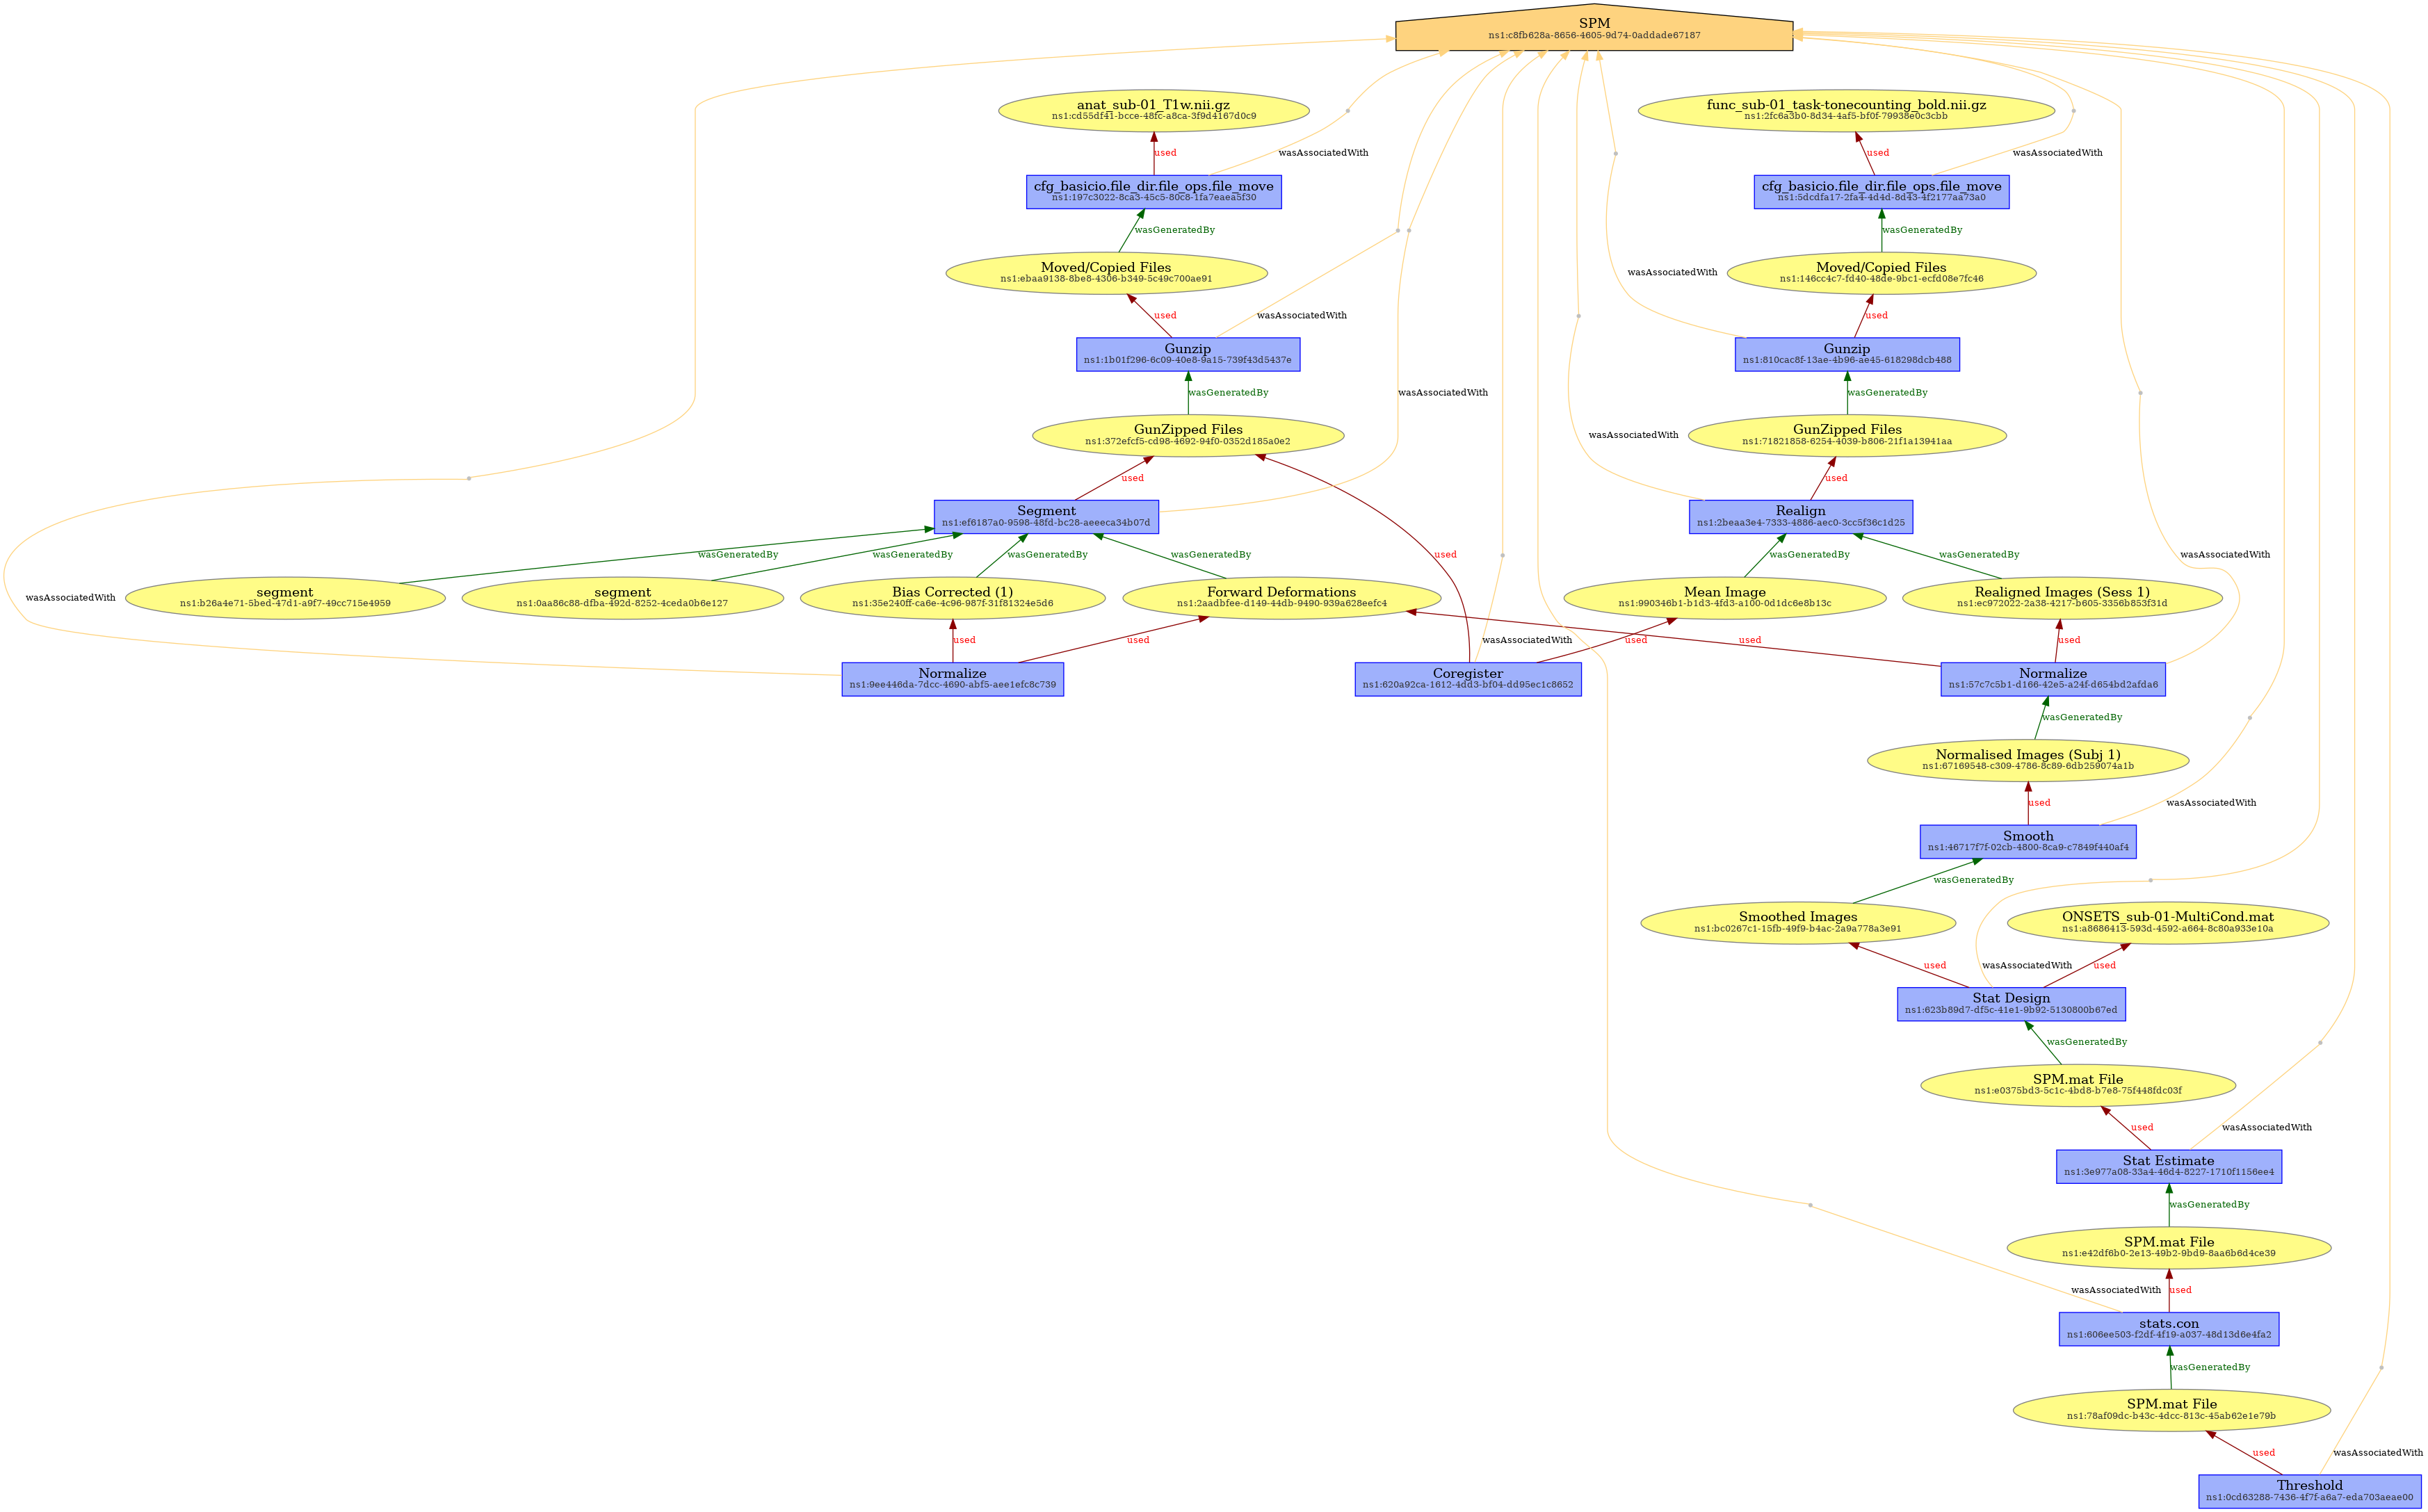 SPM
ns1:c8fb628a-8656-4605-9d74-0addade67187
anat_sub-01_T1w.nii.gz
ns1:cd55df41-bcce-48fc-a8ca-3f9d4167d0c9
func_sub-01_task-tonecounting_bold.nii.gz
ns1:2fc6a3b0-8d34-4af5-bf0f-79938e0c3cbb
used
wasAssociatedWith
used
wasAssociatedWith
cfg_basicio.file_dir.file_ops.file_move
ns1:197c3022-8ca3-45c5-80c8-1fa7eaea5f30
cfg_basicio.file_dir.file_ops.file_move
ns1:5dcdfa17-2fa4-4d4d-8d43-4f2177aa73a0
wasGeneratedBy
wasGeneratedBy
Moved/Copied Files
ns1:ebaa9138-8be8-4306-b349-5c49c700ae91
wasAssociatedWith
Moved/Copied Files
ns1:146cc4c7-fd40-48de-9bc1-ecfd08e7fc46
used
wasAssociatedWith
used
Gunzip
ns1:1b01f296-6c09-40e8-9a15-739f43d5437e
Gunzip
ns1:810cac8f-13ae-4b96-ae45-618298dcb488
wasGeneratedBy
wasAssociatedWith
wasGeneratedBy
GunZipped Files
ns1:372efcf5-cd98-4692-94f0-0352d185a0e2
wasAssociatedWith
GunZipped Files
ns1:71821858-6254-4039-b806-21f1a13941aa
used
used
Segment
ns1:ef6187a0-9598-48fd-bc28-aeeeca34b07d
Realign
ns1:2beaa3e4-7333-4886-aec0-3cc5f36c1d25
wasGeneratedBy
wasGeneratedBy
wasGeneratedBy
wasGeneratedBy
used
wasGeneratedBy
wasGeneratedBy
wasAssociatedWith
wasAssociatedWith
segment
ns1:b26a4e71-5bed-47d1-a9f7-49cc715e4959
segment
ns1:0aa86c88-dfba-492d-8252-4ceda0b6e127
Bias Corrected (1)
ns1:35e240ff-ca6e-4c96-987f-31f81324e5d6
Forward Deformations
ns1:2aadbfee-d149-44db-9490-939a628eefc4
Mean Image
ns1:990346b1-b1d3-4fd3-a100-0d1dc6e8b13c
Realigned Images (Sess 1)
ns1:ec972022-2a38-4217-b605-3356b853f31d
used
used
wasAssociatedWith
used
used
used
Normalize
ns1:9ee446da-7dcc-4690-abf5-aee1efc8c739
Coregister
ns1:620a92ca-1612-4dd3-bf04-dd95ec1c8652
Normalize
ns1:57c7c5b1-d166-42e5-a24f-d654bd2afda6
wasGeneratedBy
Normalised Images (Subj 1)
ns1:67169548-c309-4786-8c89-6db259074a1b
used
wasAssociatedWith
Smooth
ns1:46717f7f-02cb-4800-8ca9-c7849f440af4
wasGeneratedBy
Smoothed Images
ns1:bc0267c1-15fb-49f9-b4ac-2a9a778a3e91
ONSETS_sub-01-MultiCond.mat
ns1:a8686413-593d-4592-a664-8c80a933e10a
used
wasAssociatedWith
used
Stat Design
ns1:623b89d7-df5c-41e1-9b92-5130800b67ed
wasGeneratedBy
SPM.mat File
ns1:e0375bd3-5c1c-4bd8-b7e8-75f448fdc03f
used
wasAssociatedWith
Stat Estimate
ns1:3e977a08-33a4-46d4-8227-1710f1156ee4
wasGeneratedBy
SPM.mat File
ns1:e42df6b0-2e13-49b2-9bd9-8aa6b6d4ce39
wasAssociatedWith
used
stats.con
ns1:606ee503-f2df-4f19-a037-48d13d6e4fa2
wasGeneratedBy
SPM.mat File
ns1:78af09dc-b43c-4dcc-813c-45ab62e1e79b
used
wasAssociatedWith
Threshold
ns1:0cd63288-7436-4f7f-a6a7-eda703aeae00